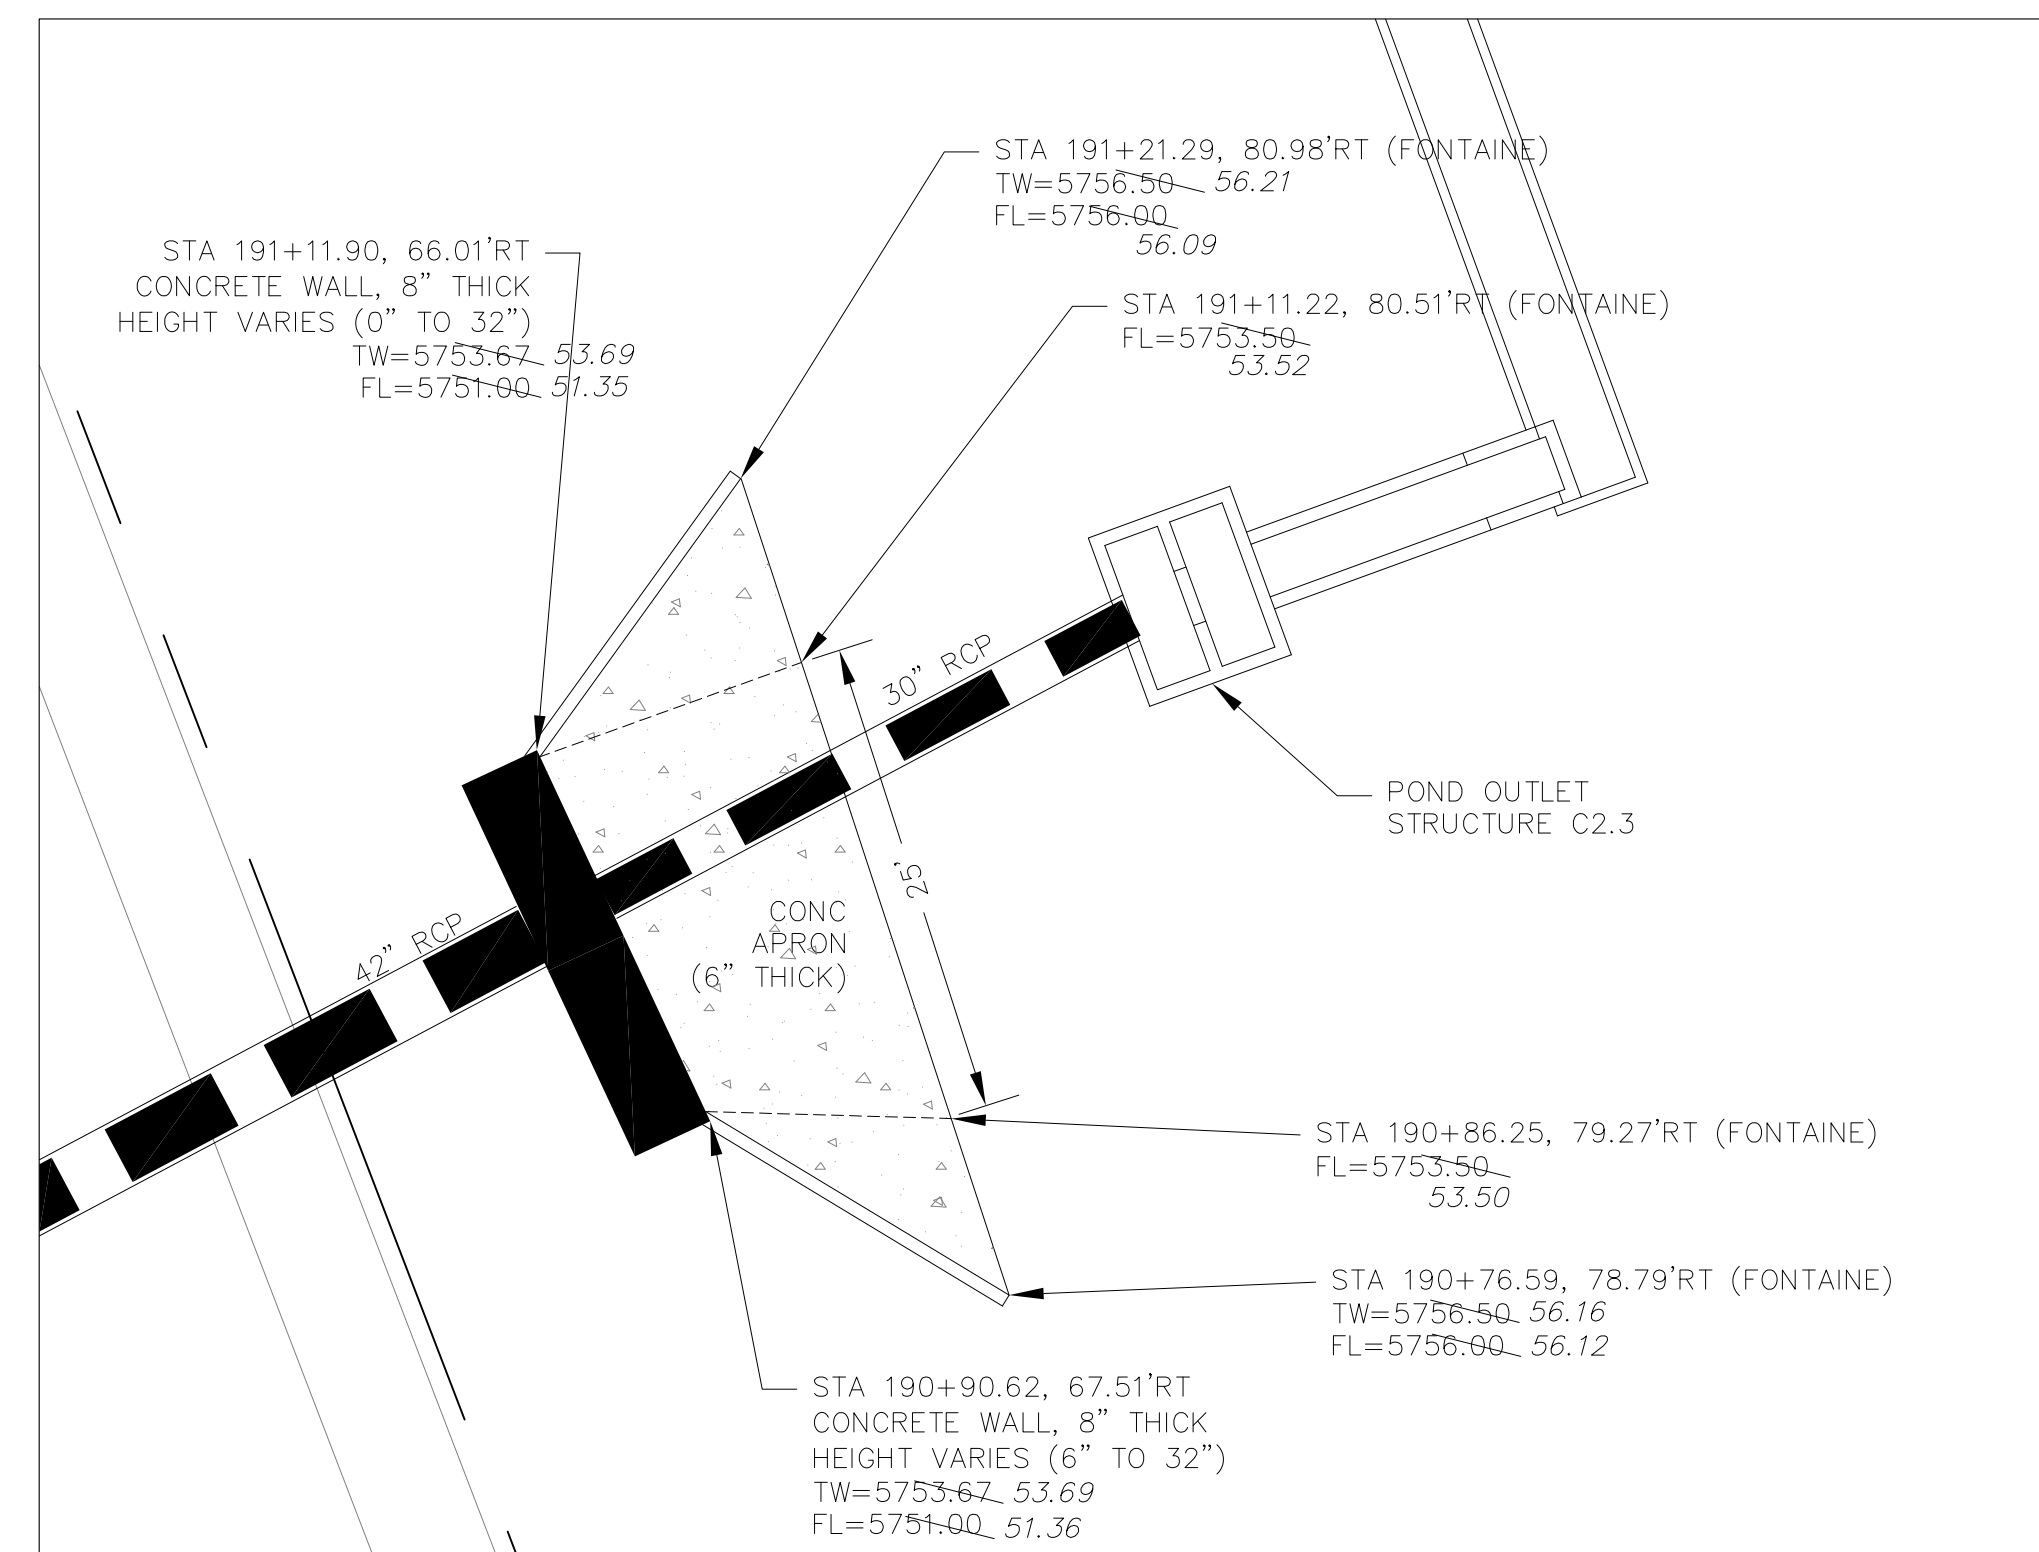 STA 191+21.29, 80.98'RT (FONTAINE)
TW=5756.50 56.21
FL=5756.00
56.09
STA 191+11.90, 66.01'RT
CONCRETE WALL, 8" THICK
HEIGHT VARIES (0" TO 32")
TW=5753.67 53.69
FL=5751.00 51.35
STA 191+11.22, 80.51'RT (FONTAINE)
FL=5753.50
53.52
30" RCP
POND OUTLET
STRUCTURE C2.3
25'
42" RCP
CONC
APRON
(6" THICK)
STA 190+86.25, 79.27'RT (FONTAINE)
FL=5753.50
53.50
STA 190+76.59, 78.79'RT (FONTAINE)
TW=5756.50 56.16
FL=5756.00 56.12
STA 190+90.62, 67.51'RT
CONCRETE WALL, 8" THICK
HEIGHT VARIES (6" TO 32")
TW=5753.67 53.69
FL=5751.00 51.36